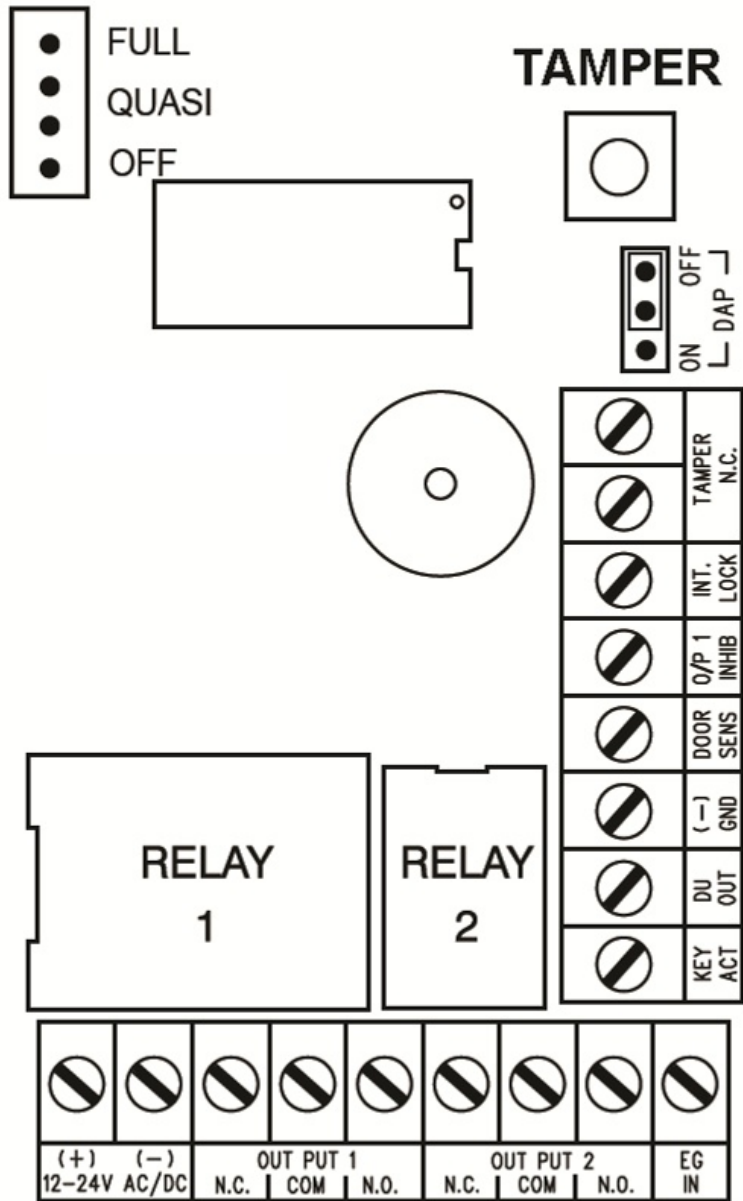 FULL
QUASI
OFF
TAMPER
OFF
DAP
ON
TAMPER
N.C.
INT.
LOCK
O/P 1
INHIB
DOOR
SENS
(-)
GND
DU
OUT
KEY
ACT
RELAY
1
RELAY
2
(+) (-)
12-24V AC/DC
OUT PUT 1
N.C. COM N.O.
OUT PUT 2
N.C. COM N.O.
EG
IN